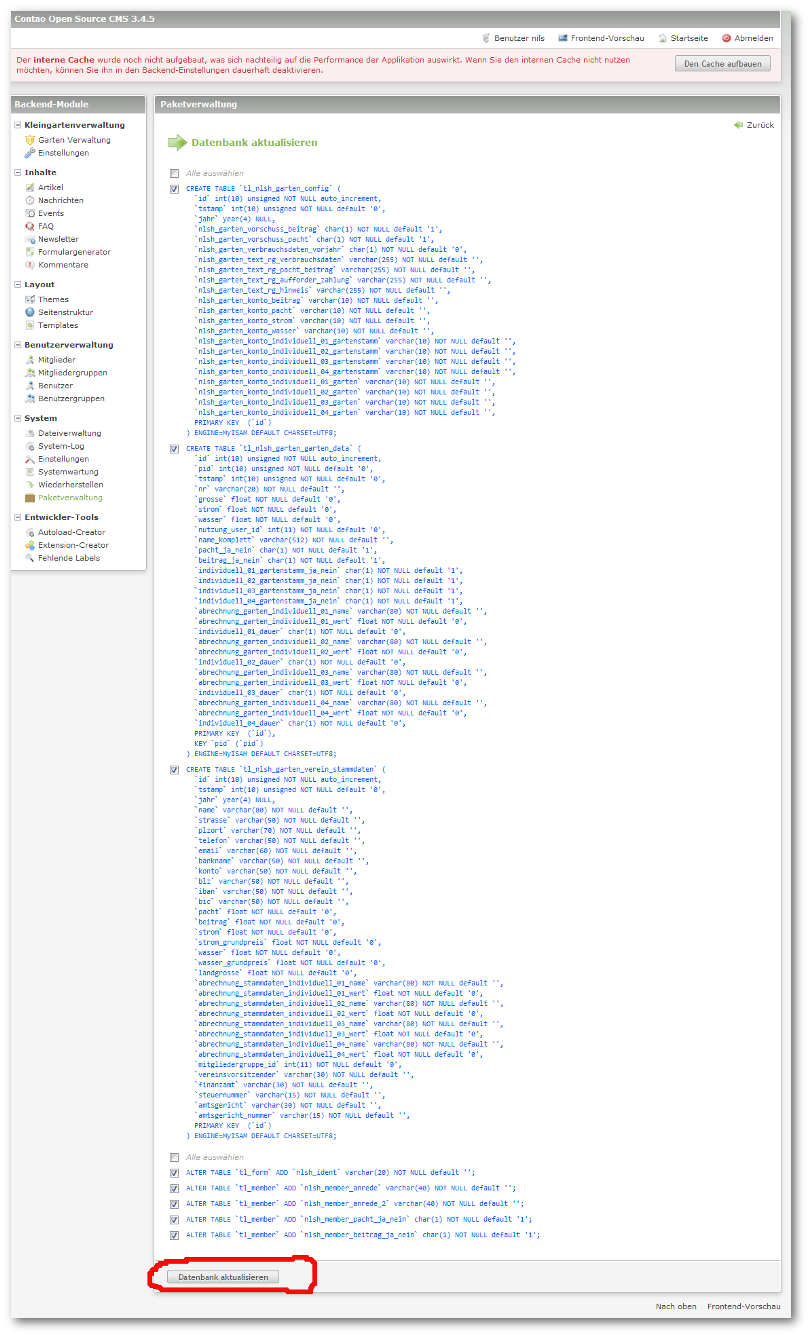 Contao Open Source CMS 3.4.5
Benutzer nils Frontend-Vorschau Startseite Abmelden
Der interne Cache wurde noch nicht aufgebaut, was sich nachteilig auf die Performance der Applikation auswirkt. Wenn Sie den internen Cache nicht nutzen
möchten, können Sie ihn in den Backend-Einstellungen dauerhaft deaktivieren.
Den Cache aufbauen
Backend-Module
Kleingartenverwaltung
Garten Verwaltung
Einstellungen
Inhalte
Artikel
Nachrichten
Events
FAQ
Newsletter
Formulargenerator
Kommentare
Layout
Themes
Seitenstruktur
Templates
Benutzerverwaltung
Mitglieder
Mitgliedergruppen
Benutzer
Benutzergruppen
System
Dateiverwaltung
System-Log
Einstellungen
Systemwartung
Wiederherstellen
Paketverwaltung
Entwickler-Tools
Autoload-Creator
Extension-Creator
Fehlende Labels
Paketverwaltung
Zurück
Datenbank aktualisieren
Alle auswählen
CREATE TABLE `tl_nlsh_garten_config` (
`id` int(10) unsigned NOT NULL auto_increment,
`tstamp` int(10) unsigned NOT NULL default '0',
`jahr` year(4) NULL,
`nlsh_garten_vorschuss_beitrag` char(1) NOT NULL default '1',
`nlsh_garten_vorschuss_pacht` char(1) NOT NULL default '1',
`nlsh_garten_verbrauchsdaten_vorjahr` char(1) NOT NULL default '0',
`nlsh_garten_text_rg_verbrauchsdaten` varchar(255) NOT NULL default '',
`nlsh_garten_text_rg_pacht_beitrag` varchar(255) NOT NULL default '',
`nlsh_garten_text_rg_aufforder_zahlung` varchar(255) NOT NULL default '',
`nlsh_garten_text_rg_hinweis` varchar(255) NOT NULL default '',
`nlsh_garten_konto_beitrag` varchar(10) NOT NULL default '',
`nlsh_garten_konto_pacht` varchar(10) NOT NULL default '',
`nlsh_garten_konto_strom` varchar(10) NOT NULL default '',
`nlsh_garten_konto_wasser` varchar(10) NOT NULL default '',
`nlsh_garten_konto_individuell_01_gartenstamm` varchar(10) NOT NULL default '',
`nlsh_garten_konto_individuell_02_gartenstamm` varchar(10) NOT NULL default '',
`nlsh_garten_konto_individuell_03_gartenstamm` varchar(10) NOT NULL default '',
`nlsh_garten_konto_individuell_04_gartenstamm` varchar(10) NOT NULL default '',
`nlsh_garten_konto_individuell_01_garten` varchar(10) NOT NULL default '',
`nlsh_garten_konto_individuell_02_garten` varchar(10) NOT NULL default '',
`nlsh_garten_konto_individuell_03_garten` varchar(10) NOT NULL default '',
`nlsh_garten_konto_individuell_04_garten` varchar(10) NOT NULL default '',
PRIMARY KEY (`id`)
) ENGINE=MyISAM DEFAULT CHARSET=UTF8;
CREATE TABLE `tl_nlsh_garten_garten_data` (
`id` int(10) unsigned NOT NULL auto_increment,
`pid` int(10) unsigned NOT NULL default '0',
`tstamp` int(10) unsigned NOT NULL default '0',
`nr` varchar(20) NOT NULL default '',
`grosse` float NOT NULL default '0',
`strom` float NOT NULL default '0',
`wasser` float NOT NULL default '0',
`nutzung_user_id` int(11) NOT NULL default '0',
`name_komplett` varchar(512) NOT NULL default '',
`pacht_ja_nein` char(1) NOT NULL default '1',
`beitrag_ja_nein` char(1) NOT NULL default '1',
`individuell_01_gartenstamm_ja_nein` char(1) NOT NULL default '1',
`individuell_02_gartenstamm_ja_nein` char(1) NOT NULL default '1',
`individuell_03_gartenstamm_ja_nein` char(1) NOT NULL default '1',
`individuell_04_gartenstamm_ja_nein` char(1) NOT NULL default '1',
`abrechnung_garten_individuell_01_name` varchar(80) NOT NULL default '',
`abrechnung_garten_individuell_01_wert` float NOT NULL default '0',
`individuell_01_dauer` char(1) NOT NULL default '0',
`abrechnung_garten_individuell_02_name` varchar(80) NOT NULL default '',
`abrechnung_garten_individuell_02_wert` float NOT NULL default '0',
`individuell_02_dauer` char(1) NOT NULL default '0',
`abrechnung_garten_individuell_03_name` varchar(80) NOT NULL default '',
`abrechnung_garten_individuell_03_wert` float NOT NULL default '0',
`individuell_03_dauer` char(1) NOT NULL default '0',
`abrechnung_garten_individuell_04_name` varchar(80) NOT NULL default '',
`abrechnung_garten_individuell_04_wert` float NOT NULL default '0',
`individuell_04_dauer` char(1) NOT NULL default '0',
PRIMARY KEY (`id`),
KEY `pid` (`pid`)
) ENGINE=MyISAM DEFAULT CHARSET=UTF8;
CREATE TABLE `tl_nlsh_garten_verein_stammdaten` (
`id` int(10) unsigned NOT NULL auto_increment,
`tstamp` int(10) unsigned NOT NULL default '0',
`jahr` year(4) NULL,
`name` varchar(80) NOT NULL default '',
`strasse` varchar(50) NOT NULL default '',
`plzort` varchar(70) NOT NULL default '',
`telefon` varchar(50) NOT NULL default '',
`email` varchar(60) NOT NULL default '',
`bankname` varchar(50) NOT NULL default '',
`konto` varchar(50) NOT NULL default '',
`blz` varchar(50) NOT NULL default '',
`iban` varchar(50) NOT NULL default '',
`bic` varchar(50) NOT NULL default '',
`pacht` float NOT NULL default '0',
`beitrag` float NOT NULL default '0',
`strom` float NOT NULL default '0',
`strom_grundpreis` float NOT NULL default '0',
`wasser` float NOT NULL default '0',
`wasser_grundpreis` float NOT NULL default '0',
`landgrosse` float NOT NULL default '0',
`abrechnung_stammdaten_individuell_01_name` varchar(80) NOT NULL default '',
`abrechnung_stammdaten_individuell_01_wert` float NOT NULL default '0',
`abrechnung_stammdaten_individuell_02_name` varchar(80) NOT NULL default '',
`abrechnung_stammdaten_individuell_02_wert` float NOT NULL default '0',
`abrechnung_stammdaten_individuell_03_name` varchar(80) NOT NULL default '',
`abrechnung_stammdaten_individuell_03_wert` float NOT NULL default '0',
`abrechnung_stammdaten_individuell_04_name` varchar(80) NOT NULL default '',
`abrechnung_stammdaten_individuell_04_wert` float NOT NULL default '0',
`mitgliedergruppe_id` int(11) NOT NULL default '0',
`vereinsvorsitzender` varchar(30) NOT NULL default '',
`finanzamt` varchar(30) NOT NULL default '',
`steuernummer` varchar(15) NOT NULL default '',
`amtsgericht` varchar(30) NOT NULL default '',
`amtsgericht_nummer` varchar(15) NOT NULL default '',
PRIMARY KEY (`id`)
) ENGINE=MyISAM DEFAULT CHARSET=UTF8;
Alle auswählen
ALTER TABLE `tl_form` ADD `nlsh_ident` varchar(20) NOT NULL default '';
ALTER TABLE `tl_member` ADD `nlsh_member_anrede` varchar(40) NOT NULL default '';
ALTER TABLE `tl_member` ADD `nlsh_member_anrede_2` varchar(40) NOT NULL default '';
ALTER TABLE `tl_member` ADD `nlsh_member_pacht_ja_nein` char(1) NOT NULL default '1';
ALTER TABLE `tl_member` ADD `nlsh_member_beitrag_ja_nein` char(1) NOT NULL default '1';
Datenbank aktualisieren
Nach oben Frontend-Vorschau